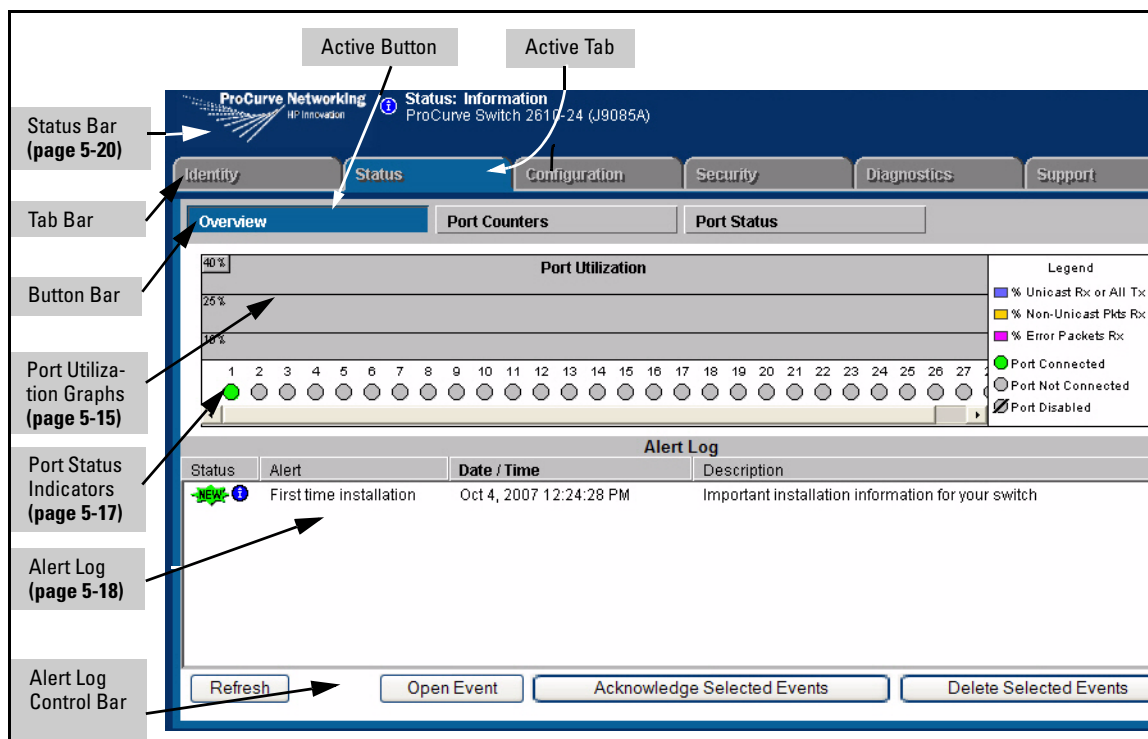 Active Button
Active Tab
ProCurve Networking
HP Innovation
Status: Information
ProCurve Switch 2610-24 (J9085A)
Status Bar
(page 5-20)
Identity
Status
Configuration
Security
Diagnostics
Support
Tab Bar
Overview
Port Counters
Port Status
Button Bar
40 %
Port Utilization
25 %
10 %
Legend
% Unicast Rx or All Tx
% Non-Unicast Pkts Rx
% Error Packets Rx
Port Connected
Port Not Connected
Port Disabled
Port Utiliza-
tion Graphs
(page 5-15)
1 2 3 4 5 6 7 8 9 10 11 12 13 14 15 16 17 18 19 20 21 22 23 24 25 26 27
Port Status
Indicators
(page 5-17)
Alert Log
Status
Alert
Date / Time
Description
NEW
First time installation
Oct 4, 2007 12:24:28 PM
Important installation information for your switch
Alert Log
(page 5-18)
Alert Log
Control Bar
Refresh
Open Event
Acknowledge Selected Events
Delete Selected Events